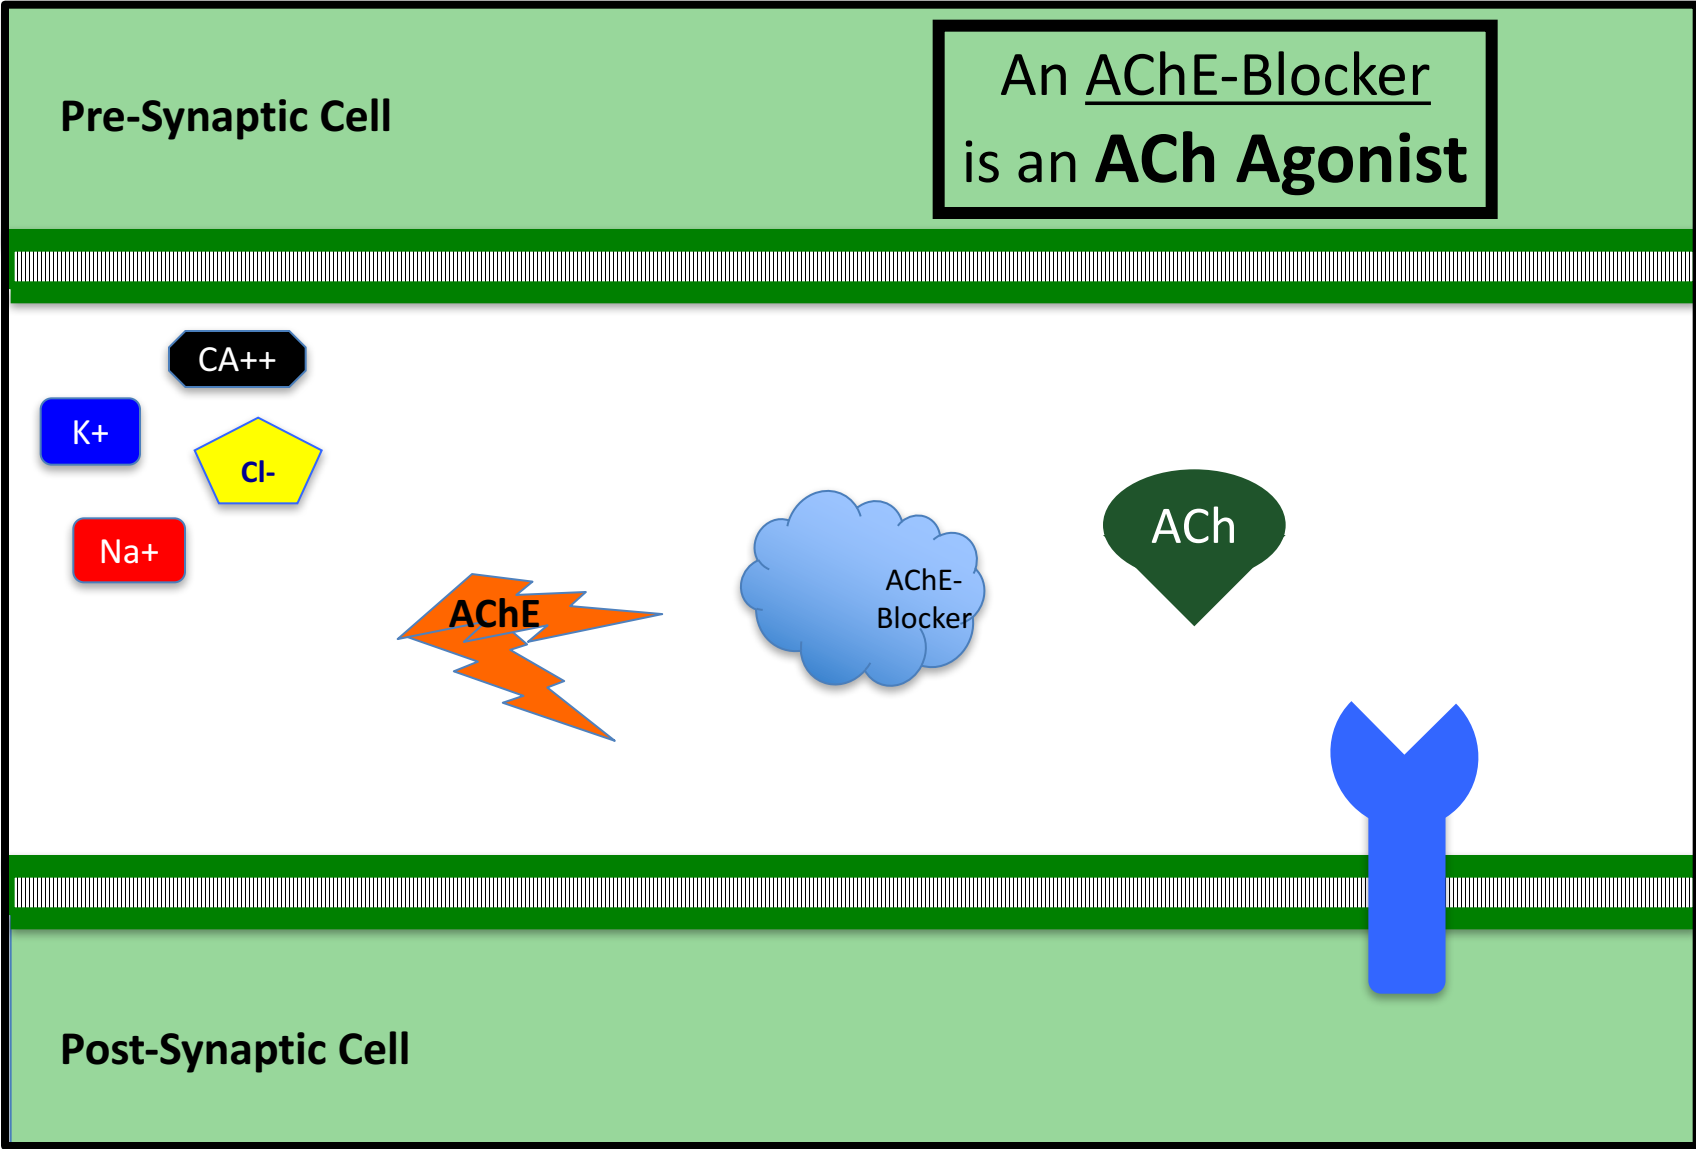 An AChE-Blocker
is an ACh Agonist
Pre-Synaptic Cell
CA++
K+
Cl-
Na+
AChE
AChE-
Blocker
ACh
Post-Synaptic Cell